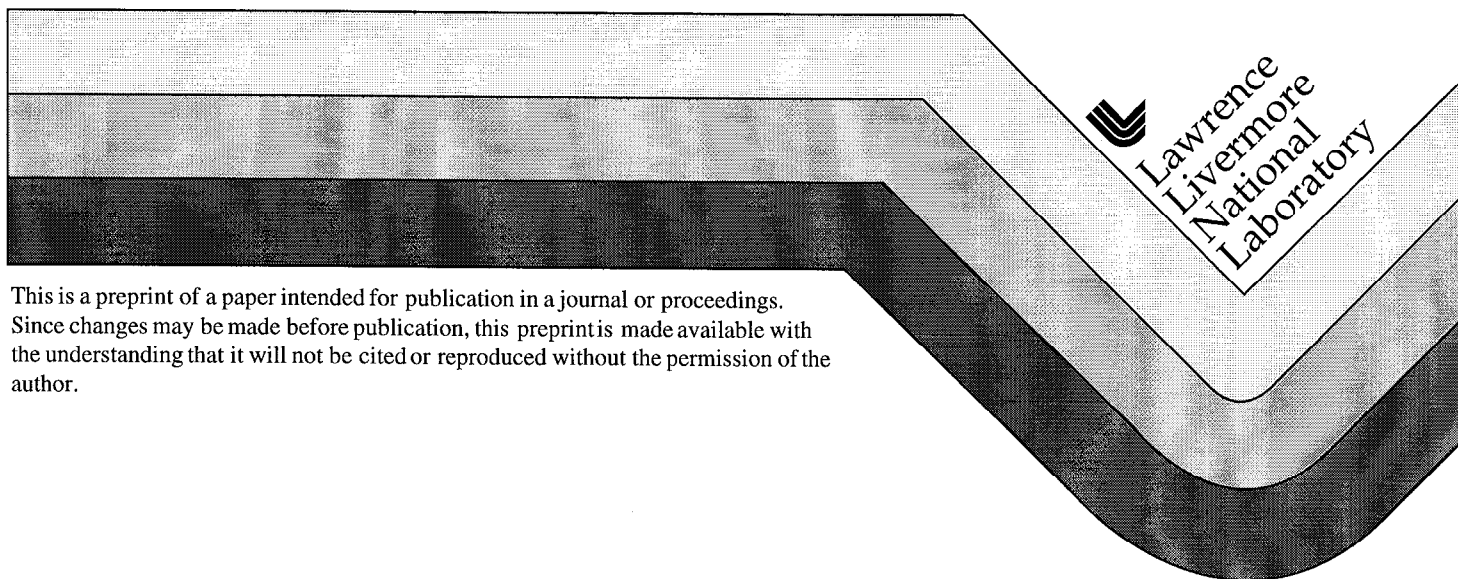 Lawrence
Livermore
National
Laboratory
This is a preprint of a paper intended for publication in a journal or proceedings.
Since changes may be made before publication, this preprint is made available with
the understanding that it will not be cited or reproduced without the permission of the
author.